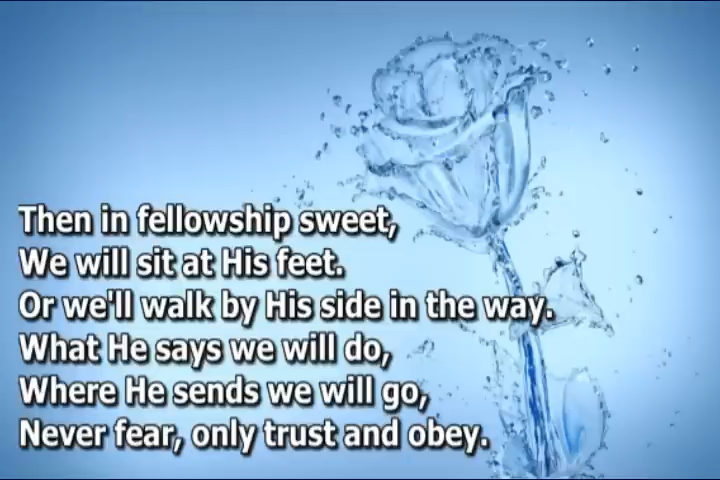 Then in fellowship sweet,
We will sit at His feet.
Or we'll walk by His side in the way.
What He says we will do,
Where He sends we will go,
Never fear, only trust and obey.